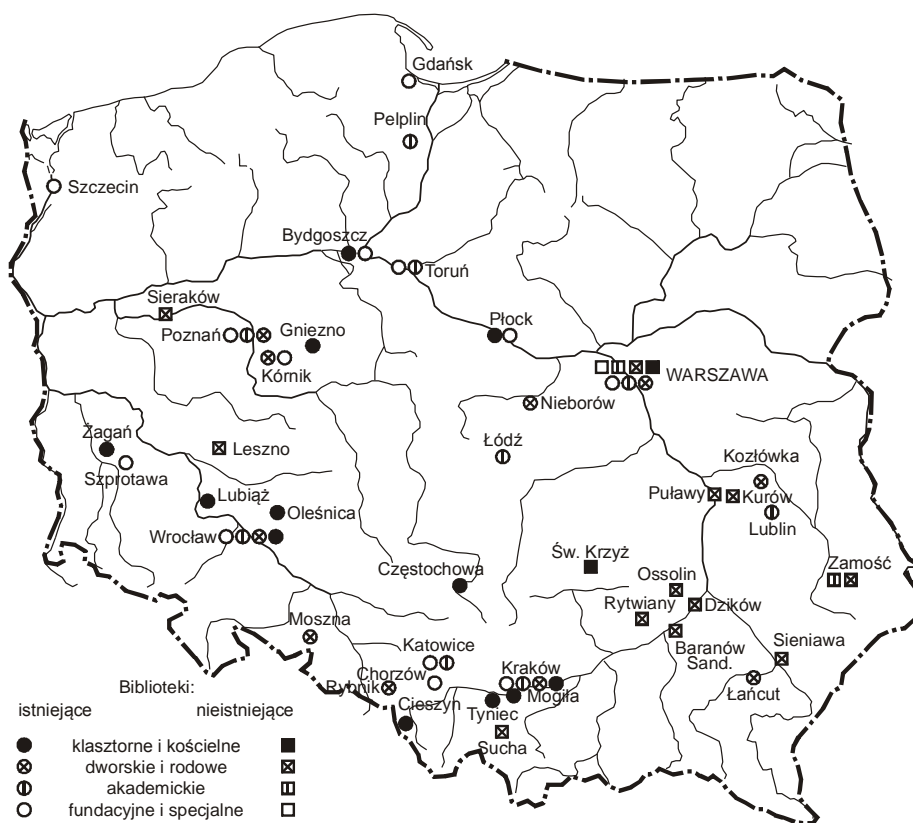 Gdańsk
Pelplin
Szczecin
Bydgoszcz
Toruń
Sieraków
Poznań
Gniezno
Płock
Kórnik
WARSZAWA
Nieborów
Żagań
Leszno
Łódź
Szprotawa
Kozłówka
Lubiąż
Puławy
Kurów
Oleśnica
Lublin
Wrocław
Św. Krzyż
Zamość
Częstochowa
Ossolin
Dzików
Rytwiany
Moszna
Baranów
Sand.
Sieniawa
Katowice
Chorzów
Kraków
Rybnik
Mogiła
Łańcut
Cieszyn
Tyniec
Sucha
Biblioteki:
istniejące nieistniejące
klasztorne i kościelne
dworskie i rodowe
akademickie
fundacyjne i specjalne